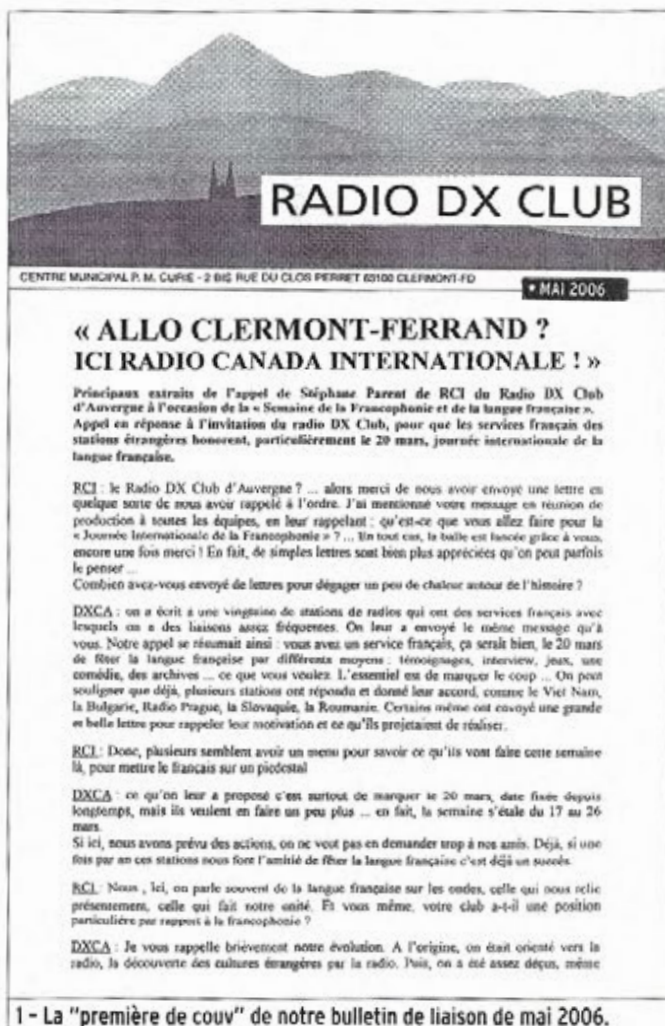 RADIO DX CLUB
CENTRE MUNICIPAL P. M. CURIE - 2 BIS RUE DU CLOS PERRET 63100 CLERMONT-FD
• MAI 2006
« ALLO CLERMONT-FERRAND ?
ICI RADIO CANADA INTERNATIONALE ! »
Principaux extraits de l'appel de Stéphane Parent de RCI du Radio DX Club
d'Auvergne à l'occasion de la « Semaine de la Francophonie et de la langue française ».
Appel en réponse à l'invitation du radio DX Club, pour que les services français des
stations étrangères honorent, particulièrement le 20 mars, journée internationale de la
langue française.
RCI : le Radio DX Club d'Auvergne ? ... alors merci de nous avoir envoyé une lettre en
quelque sorte de nous avoir rappelé à l'ordre. J'ai mentionné votre message en réunion de
production à toutes les équipes, en leur rappelant : qu'est-ce que vous allez faire pour la
« Journée Internationale de la Francophonie » ? ... En tout cas, la balle est lancée grâce à vous,
encore une fois merci ! En fait, de simples lettres sont bien plus appréciées qu'on peut parfois
le penser ...
Combien avez-vous envoyé de lettres pour dégager un peu de chaleur autour de l'histoire ?
DXCA : on a écrit à une vingtaine de stations de radios qui ont des services français avec
lesquels on a des liaisons assez fréquentes. On leur a envoyé le même message qu'à
vous. Notre appel se résumait ainsi : vous avez un service français, ça serait bien, le 20 mars
de fêter la langue française par différents moyens : témoignages, interview, jeux, une
comédie, des archives ... ce que vous voulez. L'essentiel est de marquer le coup ... On peut
souligner que déjà, plusieurs stations ont répondu et donné leur accord, comme le Viet Nam,
la Bulgarie, Radio Prague, la Slovaquie, la Roumanie. Certains même ont envoyé une grande
et belle lettre pour rappeler leur motivation et ce qu'ils projetaient de réaliser.
RCI : Donc, plusieurs semblent avoir un menu pour savoir ce qu'ils vont faire cette semaine
là, pour mettre le français sur un piedestal
DXCA : ce qu'on leur a proposé c'est surtout de marquer le 20 mars, date fixée depuis
longtemps, mais ils veulent en faire un peu plus ... en fait, la semaine s'étale du 17 au 26
mars.
Si ici, nous avons prévu des actions, on ne veut pas en demander trop à nos amis. Déjà, si une
fois par an ces stations nous font l'amitié de fêter la langue française c'est déjà un succès.
RCI : Nous , ici, on parle souvent de la langue française sur les ondes, celle qui nous relie
présentement, celle qui fait notre unité. Et vous même, votre club a-t-il une position
particulière par rapport à la francophonie ?
DXCA : Je vous rappelle brièvement notre évolution. A l'origine, on était orienté vers la
radio, la découverte des cultures étrangères par la radio. Puis, on a été assez déçus, même
1 - La "première de couv" de notre bulletin de liaison de mai 2006.